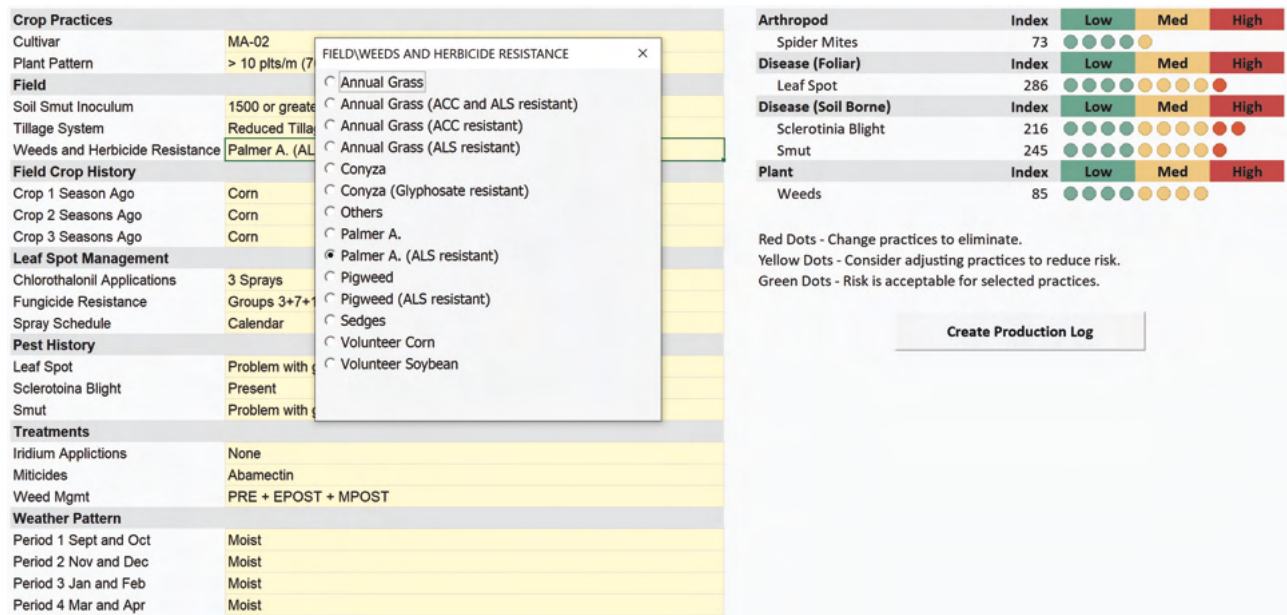 Crop Practices
Cultivar MA-02
Plant Pattern > 10 plts/m (7
Field
Soil Smut Inoculum 1500 or greate
Tillage System Reduced Tilla
Weeds and Herbicide Resistance Palmer A. (AL
Field Crop History
Crop 1 Season Ago Corn
Crop 2 Seasons Ago Corn
Crop 3 Seasons Ago Corn
Leaf Spot Management
Chlorothalonil Applications 3 Sprays
Fungicide Resistance Groups 3+7+1
Spray Schedule Calendar
Pest History
Leaf Spot Problem with g
Sclerotoina Blight Present
Smut Problem with g
Treatments
Iridium Applictions None
Miticides Abamectin
Weed Mgmt PRE + EPOST + MPOST
Weather Pattern
Period 1 Sept and Oct Moist
Period 2 Nov and Dec Moist
Period 3 Jan and Feb Moist
Period 4 Mar and Apr Moist
FIELD\WEEDS AND HERBICIDE RESISTANCE ×
Annual Grass
Annual Grass (ACC and ALS resistant)
Annual Grass (ACC resistant)
Annual Grass (ALS resistant)
Conyza
Conyza (Glyphosate resistant)
Others
Palmer A.
Palmer A. (ALS resistant)
Pigweed
Pigweed (ALS resistant)
Sedges
Volunteer Corn
Volunteer Soybean
Arthropod Index Low Med High
Spider Mites 73
Disease (Foliar) Index Low Med High
Leaf Spot 286
Disease (Soil Borne) Index Low Med High
Sclerotinia Blight 216
Smut 245
Plant Index Low Med High
Weeds 85
Red Dots - Change practices to eliminate.
Yellow Dots - Consider adjusting practices to reduce risk.
Green Dots - Risk is acceptable for selected practices.
Create Production Log